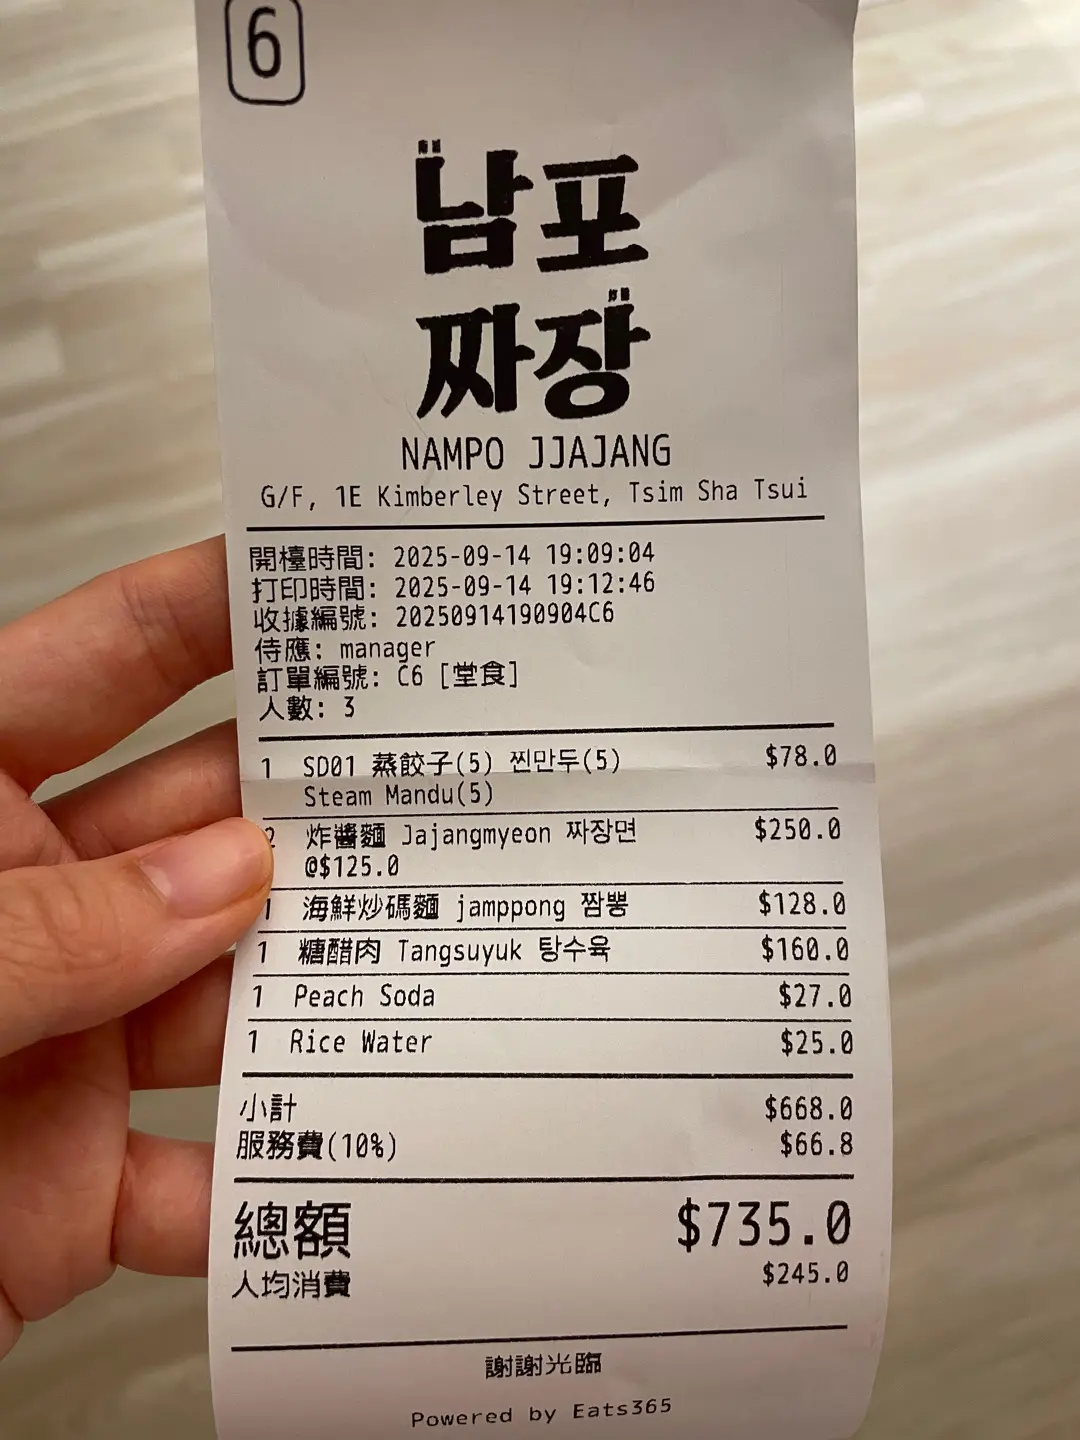 6
남포
짜장
NAMPO JJAJANG
G/F, 1E Kimberley Street, Tsim Sha Tsui
開檯時間: 2025-09-14 19:09:04
打印時間: 2025-09-14 19:12:46
收據編號: 20250914190904C6
侍應: manager
訂單編號: C6 [堂食]
人數: 3
1 SD01 蒸餃子(5) 찐만두(5) $78.0
Steam Mandu(5)
2 炸醬麵 Jajangmyeon 짜장면 $250.0
@$125.0
1 海鮮炒碼麵 jamppong 짬뽕 $128.0
1 糖醋肉 Tangsuyuk 탕수육 $160.0
1 Peach Soda $27.0
1 Rice Water $25.0
小計 $668.0
服務費(10%) $66.8
總額 $735.0
人均消費 $245.0
謝謝光臨
Powered by Eats365